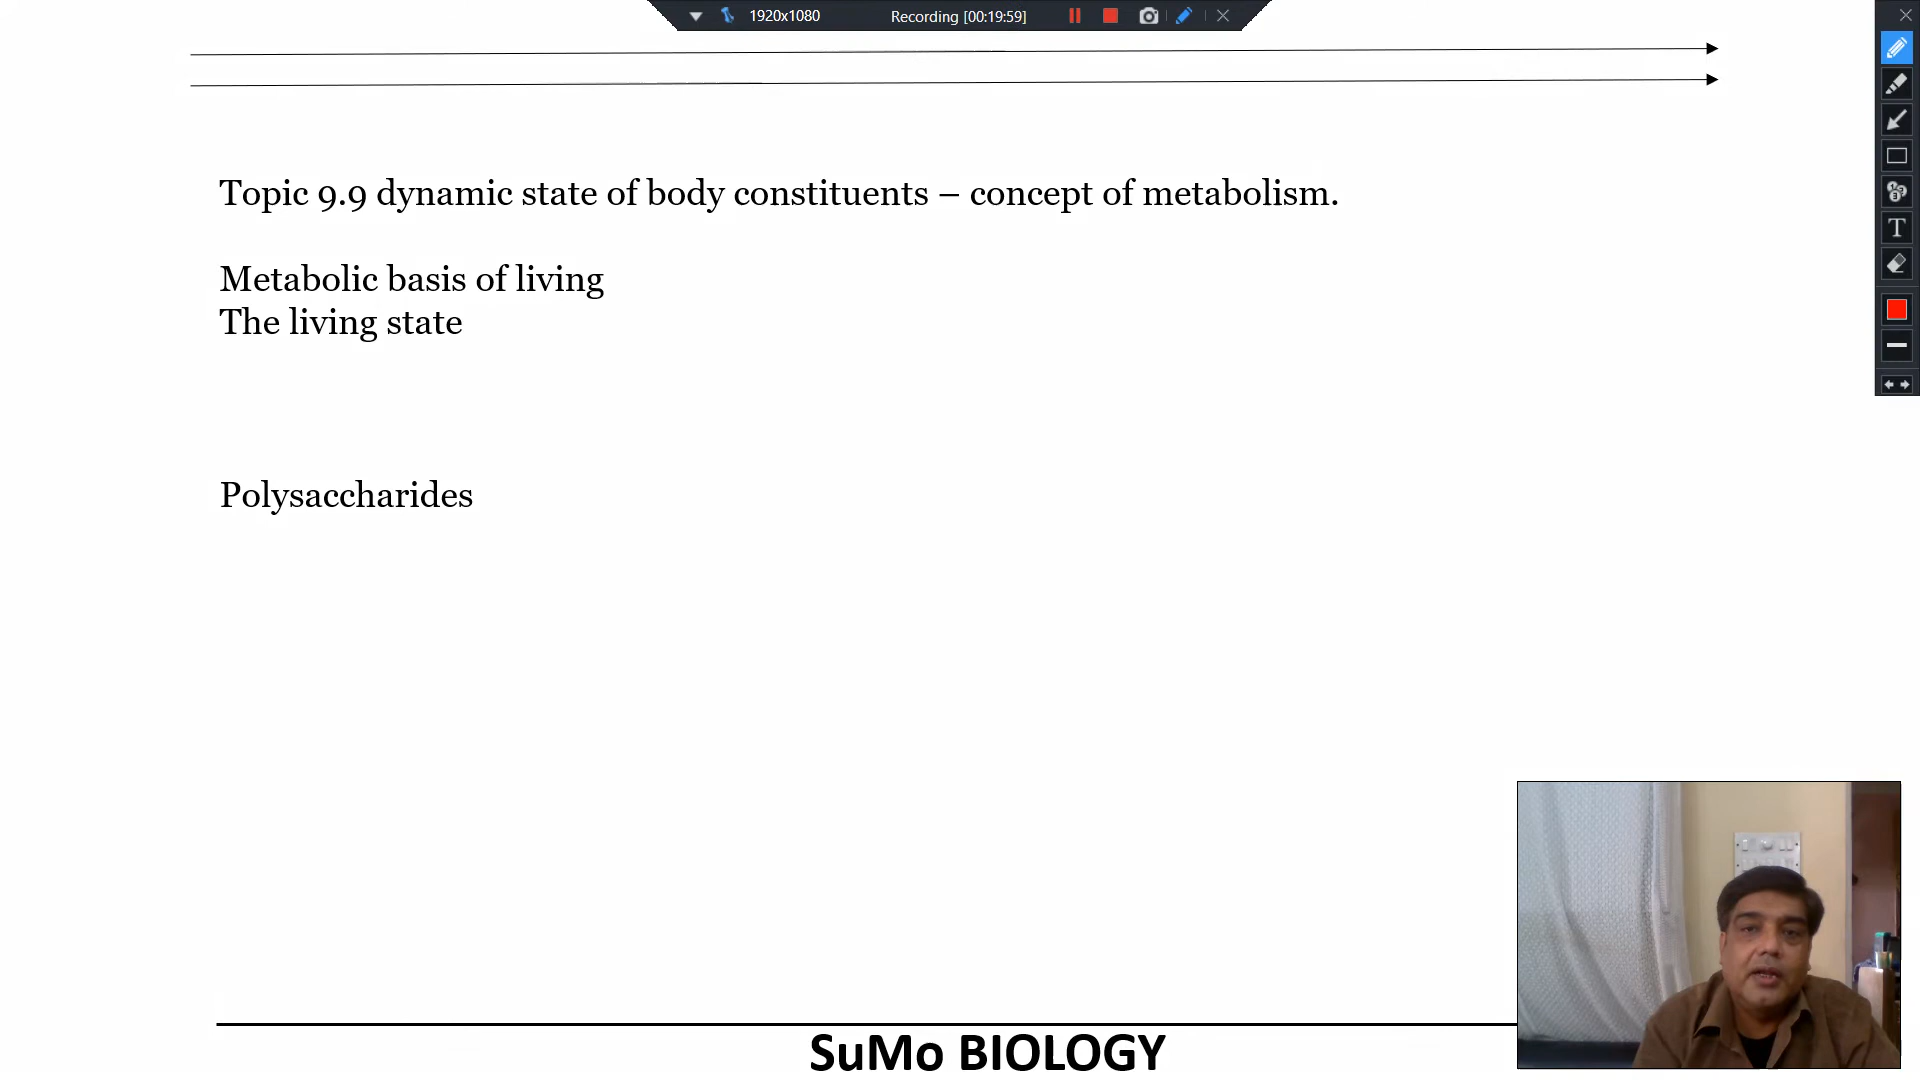 1920x1080 Recording [00:19:59]
Topic 9.9 dynamic state of body constituents – concept of metabolism.
Metabolic basis of living
The living state
Polysaccharides
SuMo BIOLOGY
T